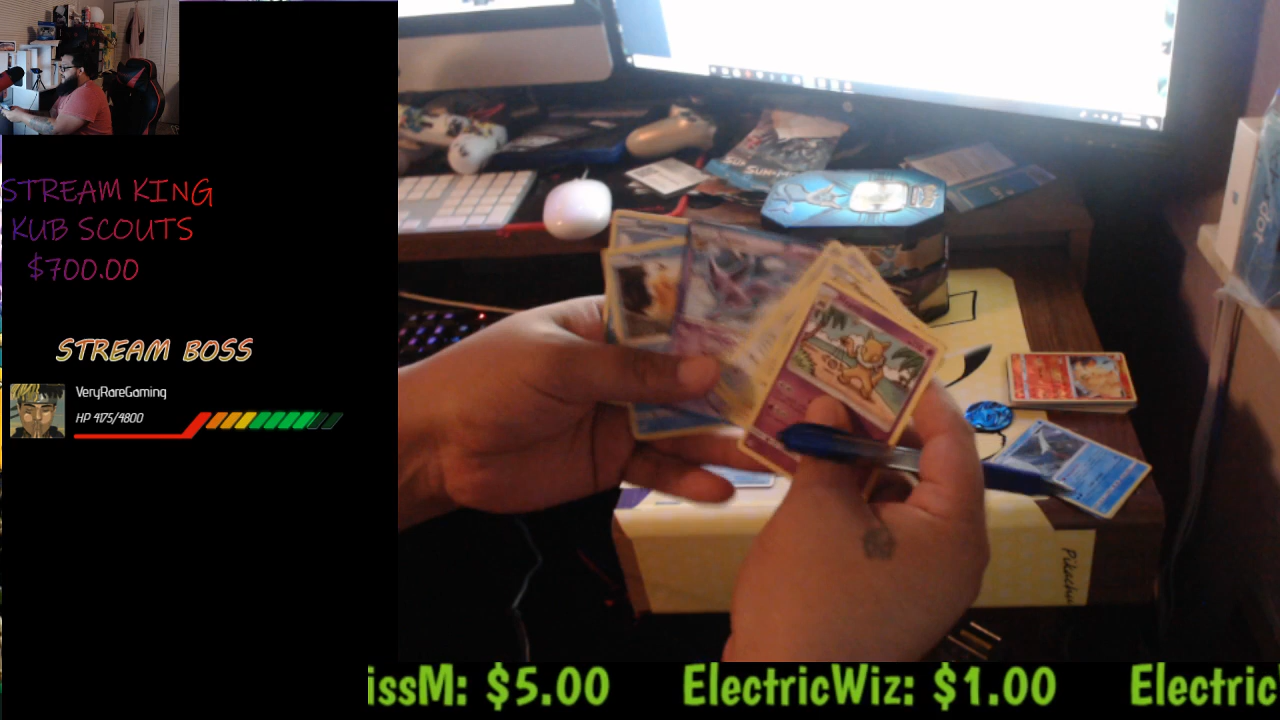 STREAM KING
KUB SCOUTS
$700.00
STREAM BOSS
VeryRareGaming
HP 4175/4800
Pikachu
issM: $5.00 ElectricWiz: $1.00 Electric